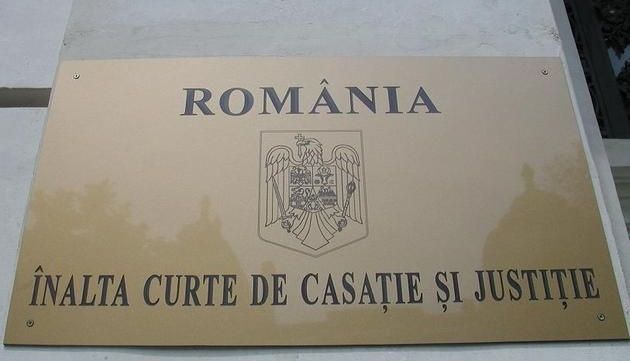 ROMÂNIA
ÎNALTA CURTE DE CASAȚIE ȘI JUSTIȚIE